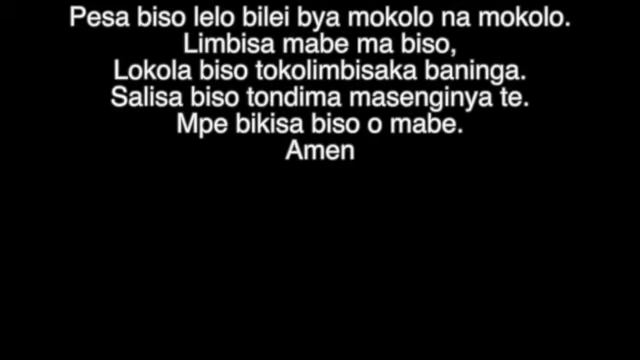 Pesa biso lelo bilei bya mokolo na mokolo.
Limbisa mabe ma biso,
Lokola biso tokolimbisaka baninga.
Salisa biso tondima masenginya te.
Mpe bikisa biso o mabe.
Amen